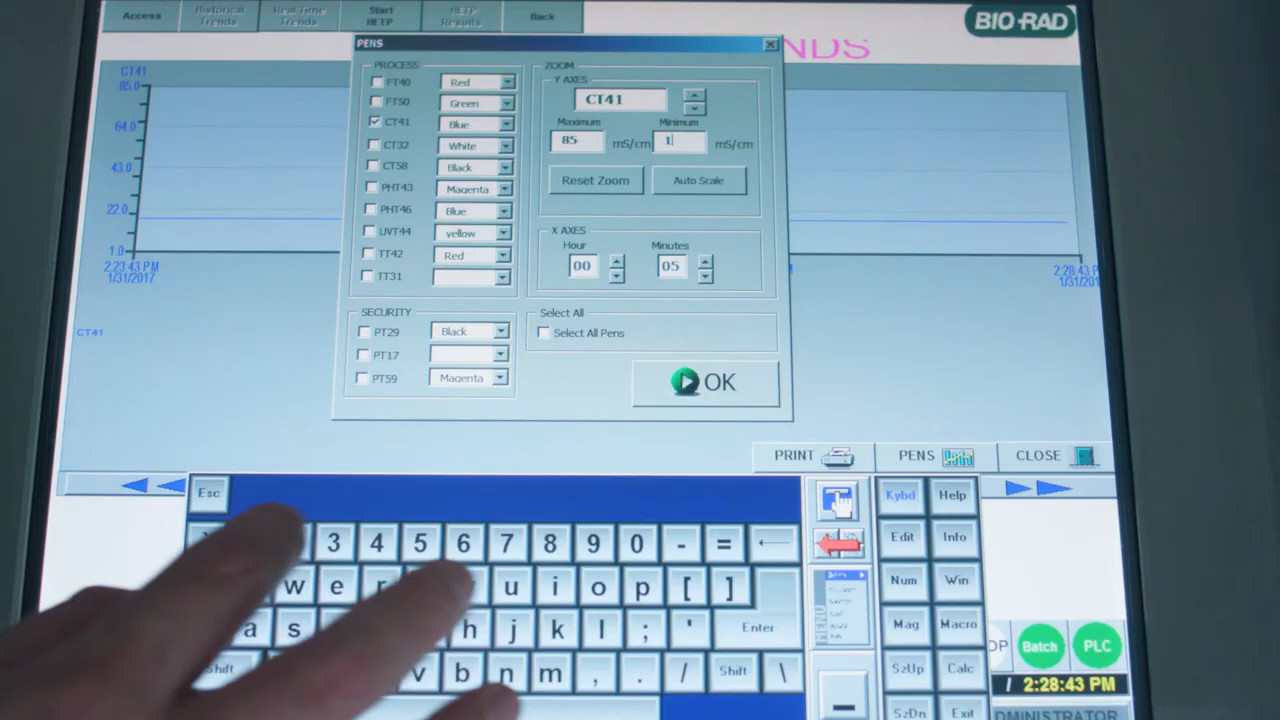 Access Historical Trends Real Time Trends Start HETP HETP Results Back
BIO-RAD
NDS
PENS
PROCESS
FT40 Red
FT50 Green
CT41 Blue
CT32 White
CT58 Black
PHT43 Magenta
PHT46 Blue
UVT44 yellow
TT42 Red
TT31
SECURITY
PT29 Black
PT17
PT59 Magenta
ZOOM
Y AXES
CT41
Maximum Minimum
85 mS/cm 1 mS/cm
Reset Zoom Auto Scale
X AXES
Hour Minutes
00 05
Select All
Select All Pens
OK
CT41
85.0
64.0
43.0
22.0
1.0
2:23:43 PM
1/31/2017
2:28:43 PM
1/31/201
CT41
PRINT PENS CLOSE
Esc
3 4 5 6 7 8 9 0 - =
w e r u i o p [ ]
a s h j k l ; ' Enter
Shift v b n m , . / Shift \
MENU
Kybd Help
Edit Info
Num Win
Mag Macro
SzUp Calc
SzDn Exit
OP Batch PLC
/ 2:28:43 PM
DMINISTRATOR